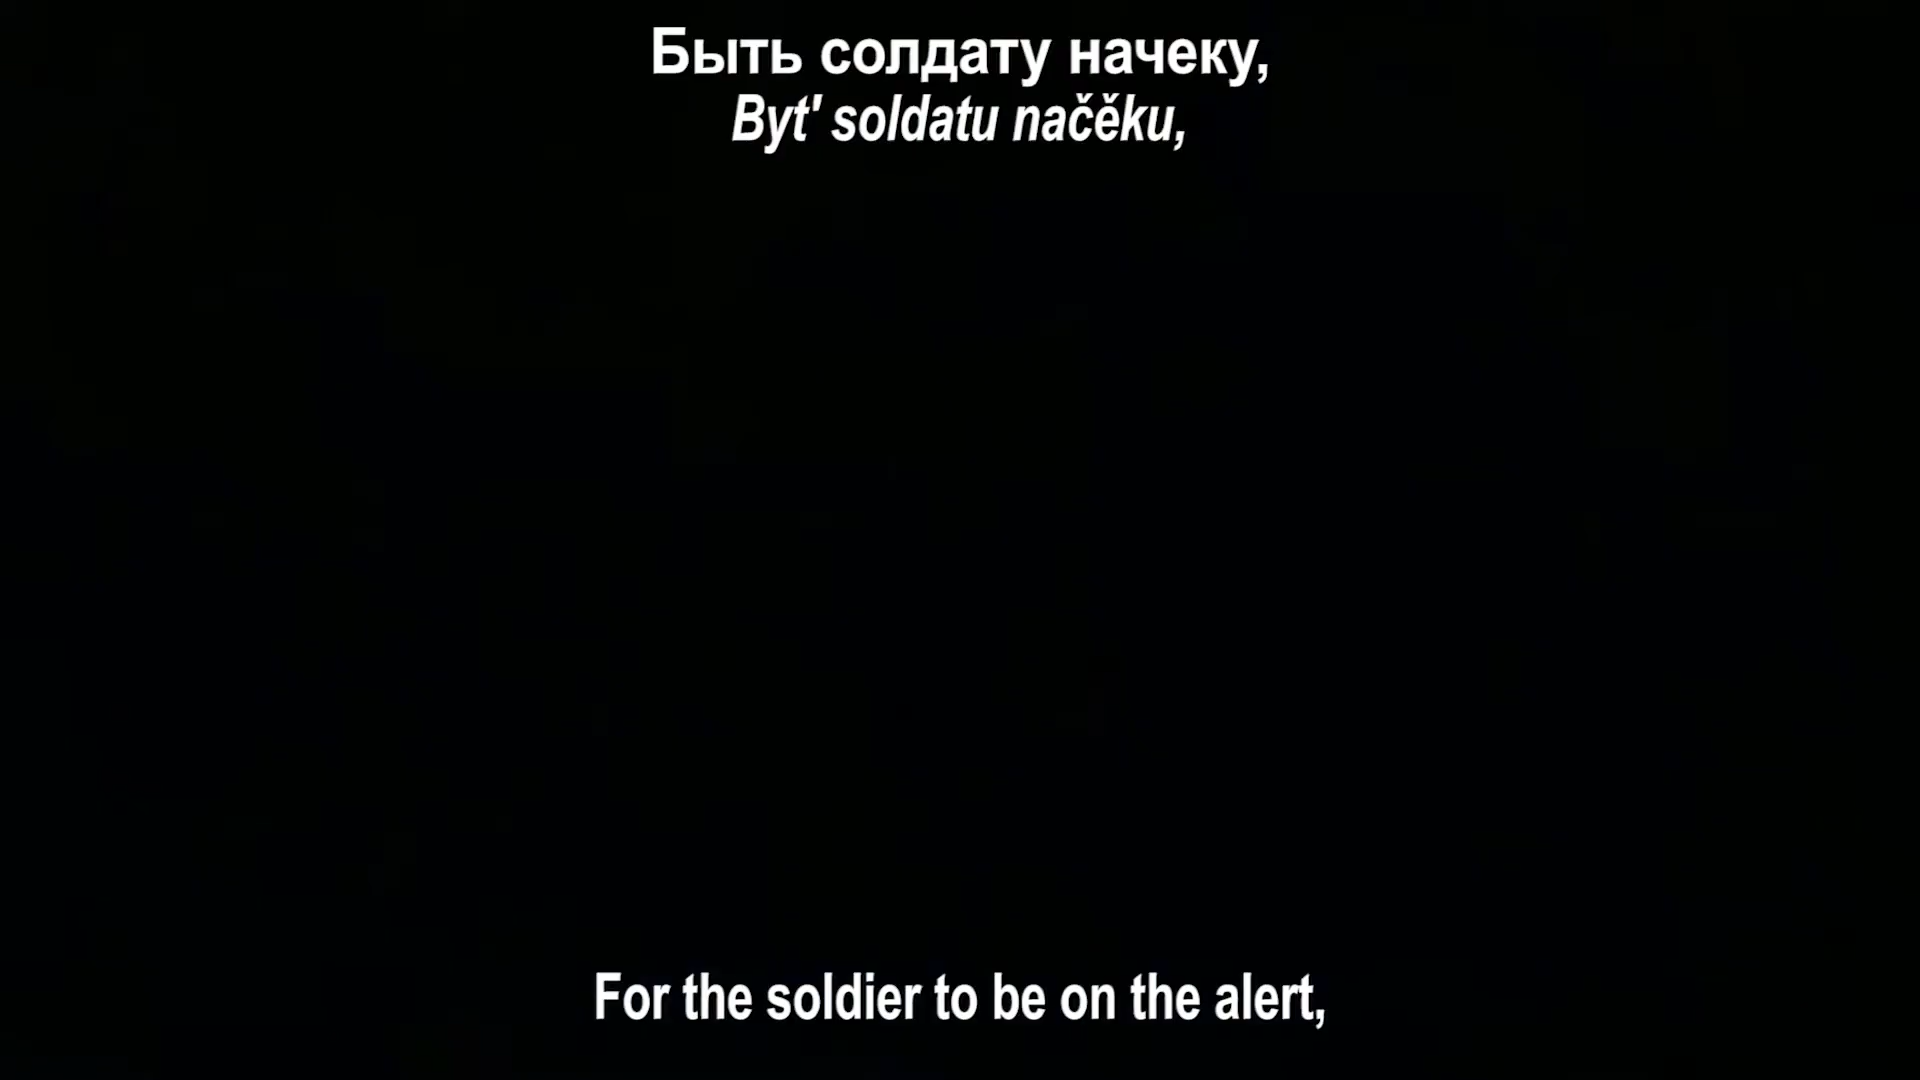 Быть солдату начеку,
Byt' soldatu načěku,
For the soldier to be on the alert,